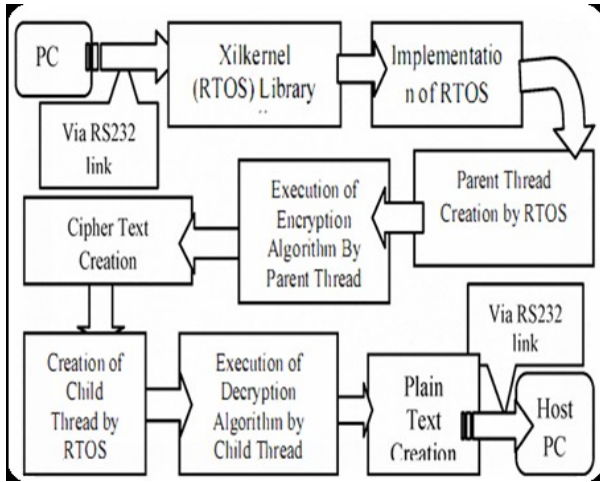 PC
Xilkernel
(RTOS) Library
Implementatio
n of RTOS
Via RS232
link
Parent Thread
Creation by RTOS
Execution of
Encryption
Algorithm By
Parent Thread
Cipher Text
Creation
Creation of
Child
Thread by
RTOS
Execution of
Decryption
Algorithm by
Child Thread
Plain
Text
Creation
Via RS232
link
Host
PC